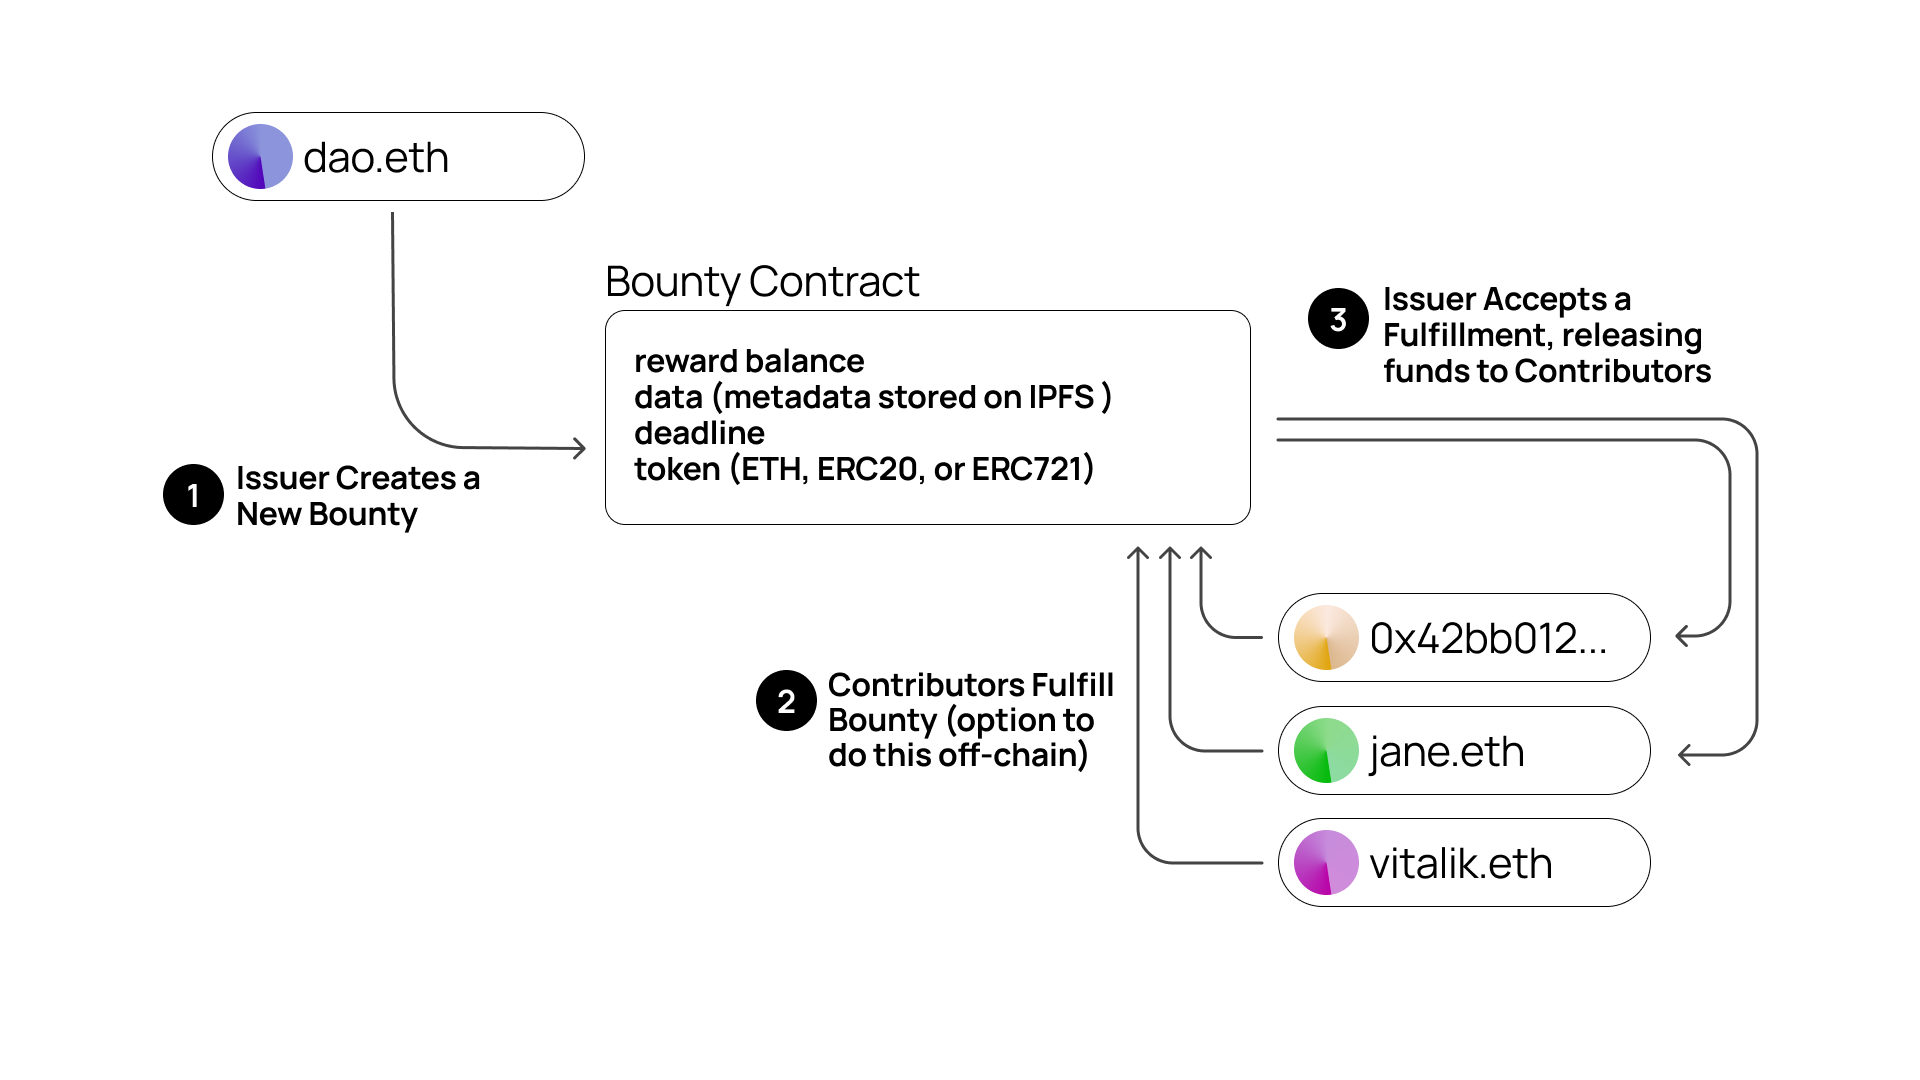 dao.eth
Bounty Contract
reward balance
data (metadata stored on IPFS )
deadline
token (ETH, ERC20, or ERC721)
1
Issuer Creates a
New Bounty
3
Issuer Accepts a
Fulfillment, releasing
funds to Contributors
2
Contributors Fulfill
Bounty (option to
do this off-chain)
0x42bb012...
jane.eth
vitalik.eth